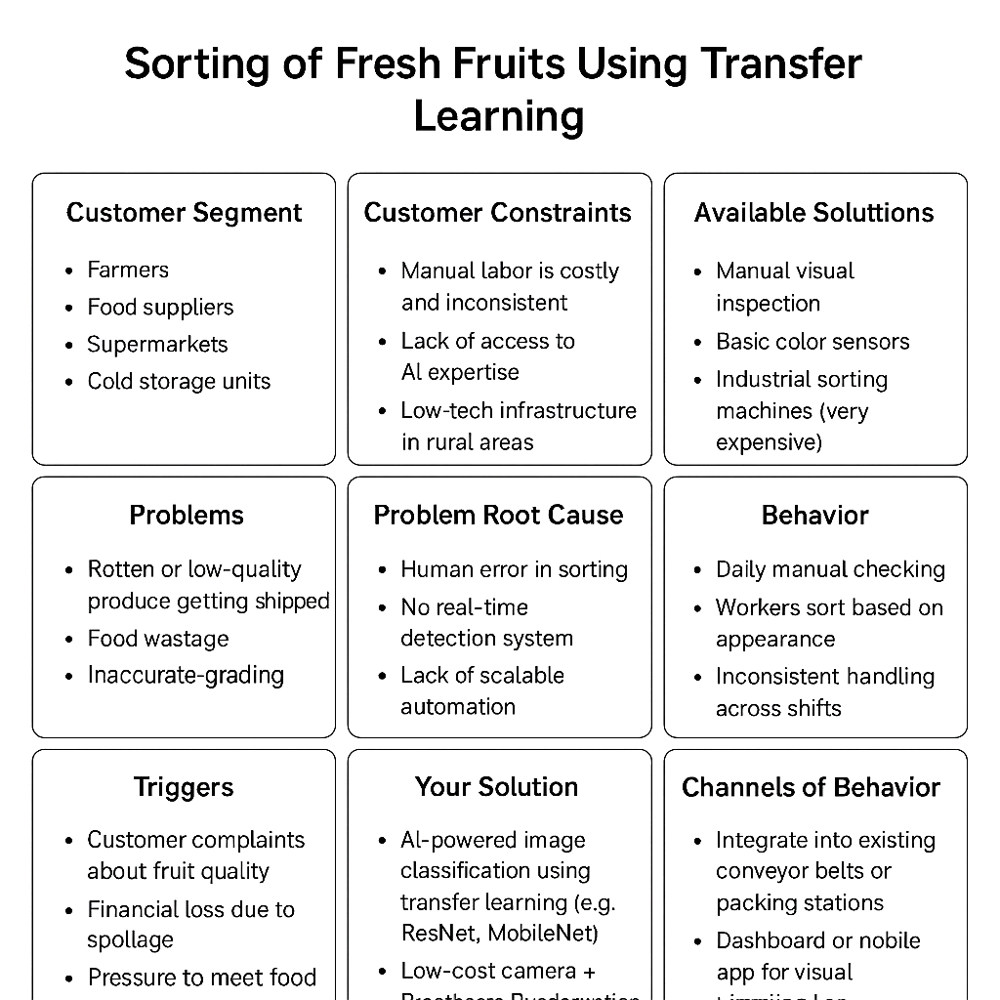 Sorting of Fresh Fruits Using Transfer
Learning
Customer Segment
• Farmers
• Food suppliers
• Supermarkets
• Cold storage units
Customer Constraints
• Manual labor is costly
and inconsistent
• Lack of access to
AI expertise
• Low-tech infrastructure
in rural areas
Available Soluttions
• Manual visual
inspection
• Basic color sensors
• Industrial sorting
machines (very
expensive)
Problems
• Rotten or low-quality
produce getting shipped
• Food wastage
• Inaccurate-grading
Problem Root Cause
• Human error in sorting
• No real-time
detection system
• Lack of scalable
automation
Behavior
• Daily manual checking
• Workers sort based on
appearance
• Inconsistent handling
across shifts
Triggers
• Customer complaints
about fruit quality
• Financial loss due to
spollage
• Pressure to meet food
Your Solution
• AI-powered image
classification using
transfer learning (e.g.
ResNet, MobileNet)
• Low-cost camera +
Channels of Behavior
• Integrate into existing
conveyor belts or
packing stations
• Dashboard or nobile
app for visual